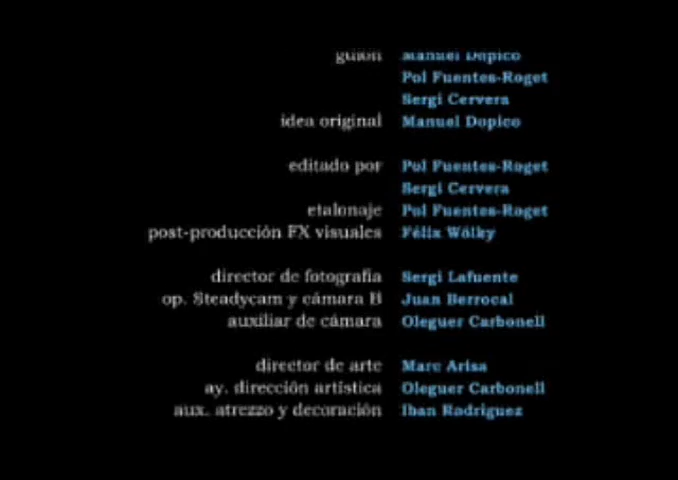 guión Manuel Dopico
Pol Fuentes-Roget
Sergi Cervera
idea original Manuel Dopico
editado por Pol Fuentes-Roget
Sergi Cervera
etalonaje Pol Fuentes-Roget
post-producción FX visuales Félix Wölky
director de fotografía Sergi Lafuente
op. Steadycam y cámara B Juan Berrocal
auxiliar de cámara Oleguer Carbonell
director de arte Marc Arisa
ay. dirección artística Oleguer Carbonell
aux. atrezzo y decoración Iban Rodriguez